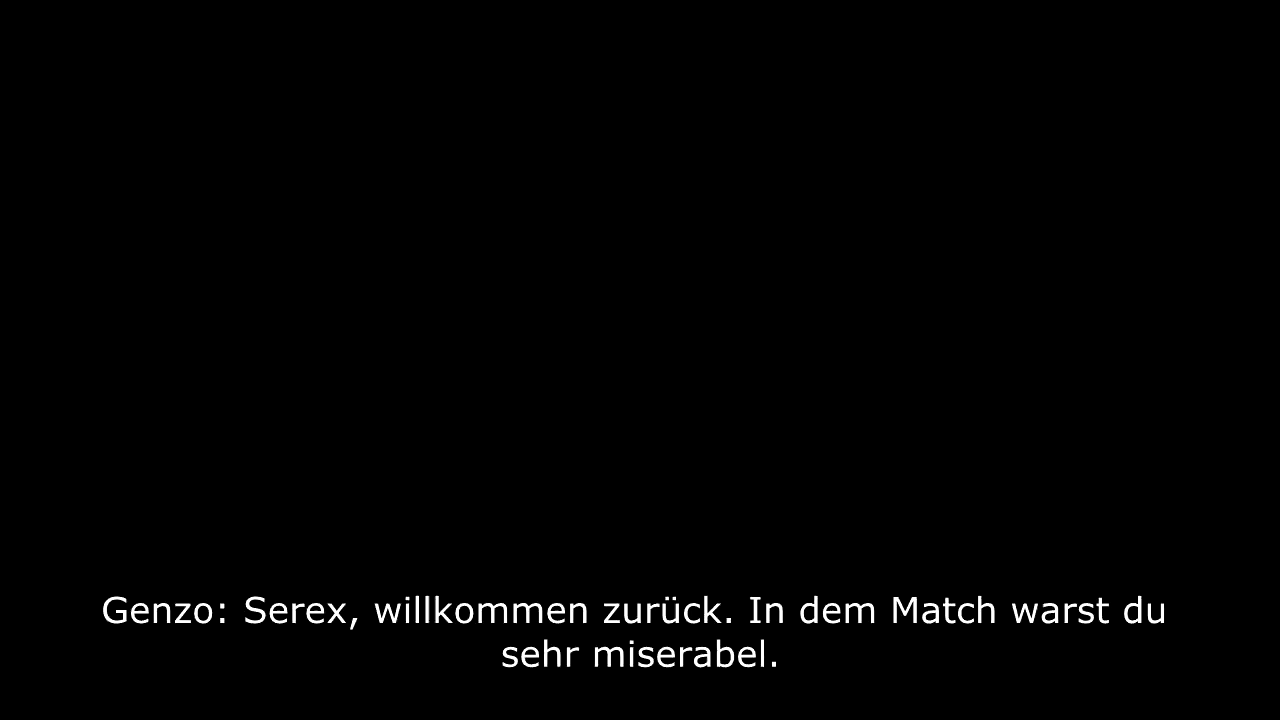 Genzo: Serex, willkommen zurück. In dem Match warst du
sehr miserabel.